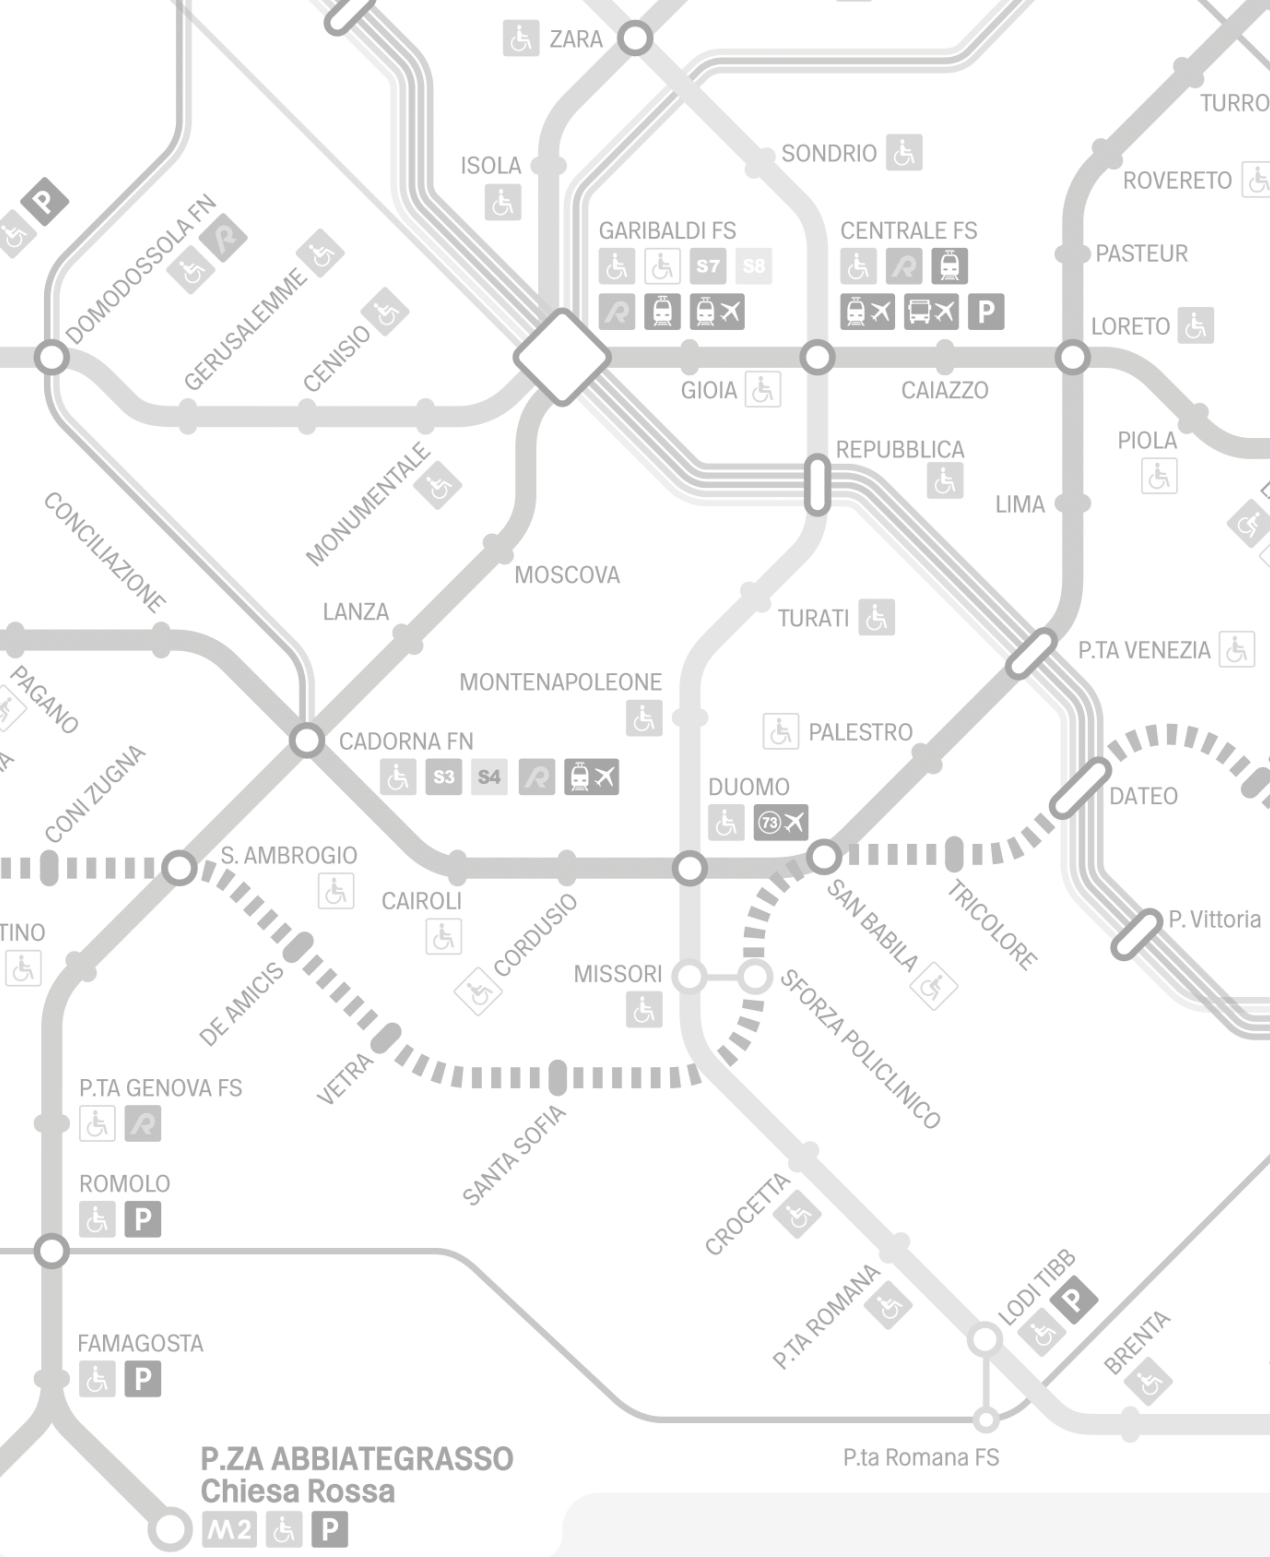 ZARA
TURRO
SONDRIO
ISOLA
ROVERETO
P
DOMODOSSOLA FN
GARIBALDI FS
S7 S8
CENTRALE FS
P
PASTEUR
GERUSALEMME
CENISIO
LORETO
GIOIA
CAIAZZO
PIOLA
REPUBBLICA
MONUMENTALE
LIMA
CONCILIAZIONE
MOSCOVA
LANZA
TURATI
P.TA VENEZIA
PAGANO
MONTENAPOLEONE
PALESTRO
CADORNA FN
S3 S4
CONI ZUGNA
DUOMO
73
DATEO
S. AMBROGIO
CAIROLI
CORDUSIO
SAN BABILA
TRICOLORE
P. Vittoria
TINO
DE AMICIS
MISSORI
SFORZA POLICLINICO
VETRA
P.TA GENOVA FS
SANTA SOFIA
ROMOLO
P
CROCETTA
P.TA ROMANA
LODI TIBB
P
BRENTA
FAMAGOSTA
P
P.ta Romana FS
P.ZA ABBIATEGRASSO
Chiesa Rossa
M2 P